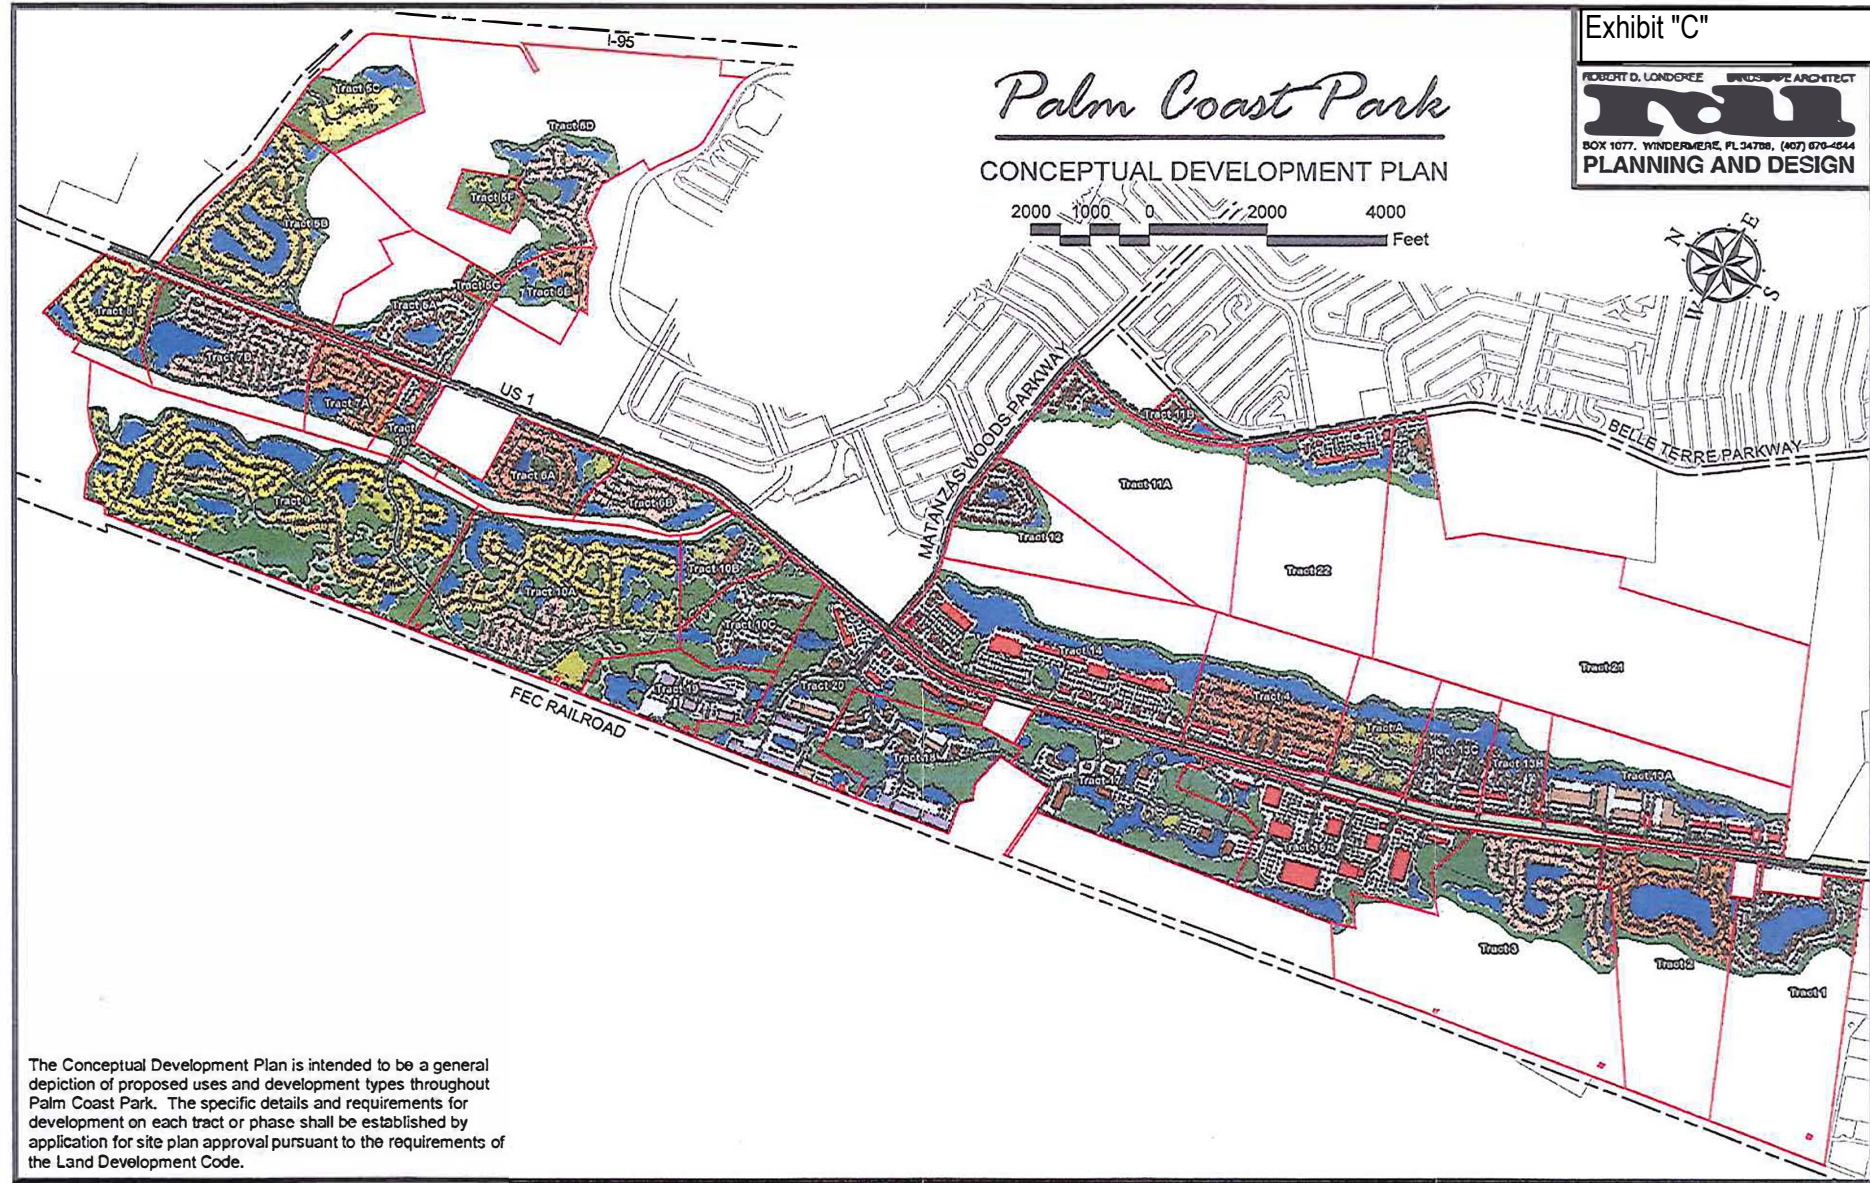 Exhibit "C"
ROBERT D. LONDEREE LANDSCAPE ARCHITECT
rdl
BOX 1077, WINDERMERE, FL 34786, (407) 876-4644
PLANNING AND DESIGN
Palm Coast Park
CONCEPTUAL DEVELOPMENT PLAN
2000 1000 0 2000 4000
Feet
N E
W S
I-95
Tract 5C
Tract 5D
Tract 5F
Tract 5B
Tract 5G
Tract 5E
Tract 5A
Tract 8
Tract 7B
Tract 7A
Tract
US 1
Tract 6A
Tract 6B
Tract 9
Tract 10A
Tract 10B
Tract 10C
MATANZAS WOODS PARKWAY
BELLE TERRE PARKWAY
Tract 11B
Tract 11A
Tract 12
Tract 22
Tract 21
Tract 14
Tract 4
Tract A
Tract 13C
Tract 13B
Tract 13A
Tract 19
Tract 20
Tract 18
Tract 17
FEC RAILROAD
Tract 3
Tract 2
Tract 1
The Conceptual Development Plan is intended to be a general
depiction of proposed uses and development types throughout
Palm Coast Park. The specific details and requirements for
development on each tract or phase shall be established by
application for site plan approval pursuant to the requirements of
the Land Development Code.